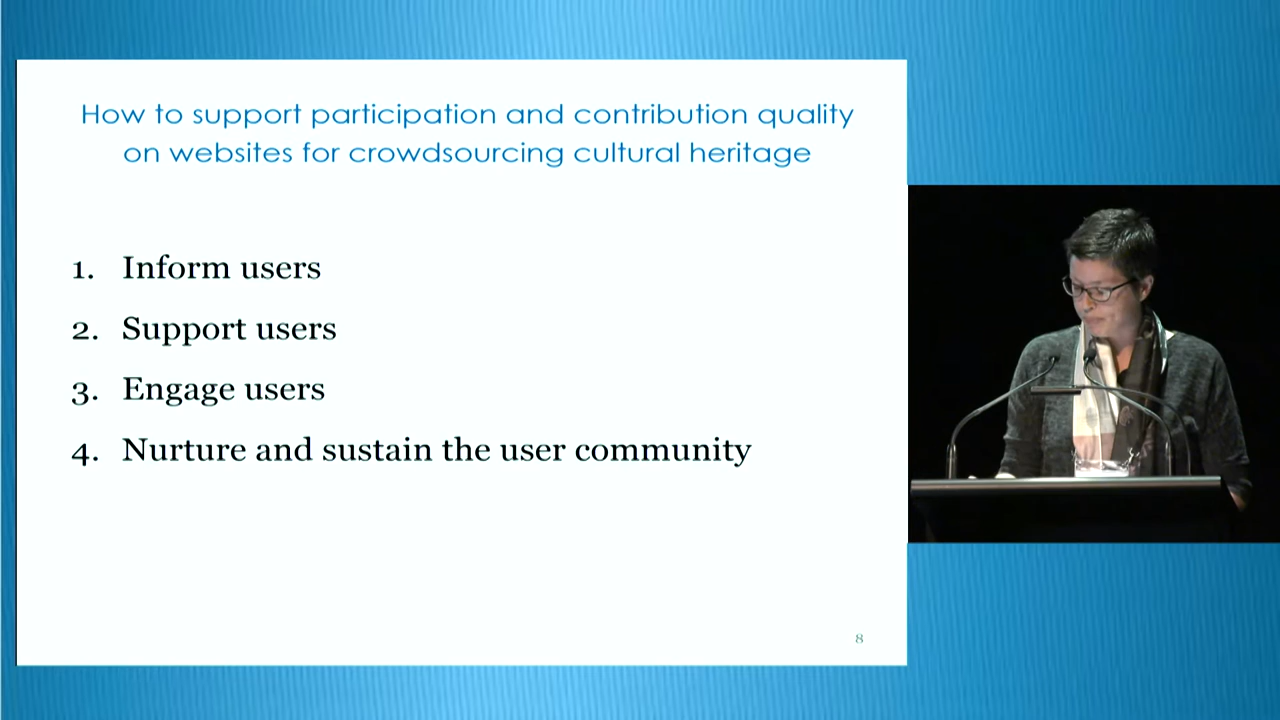 How to support participation and contribution quality
on websites for crowdsourcing cultural heritage
1. Inform users
2. Support users
3. Engage users
4. Nurture and sustain the user community
8